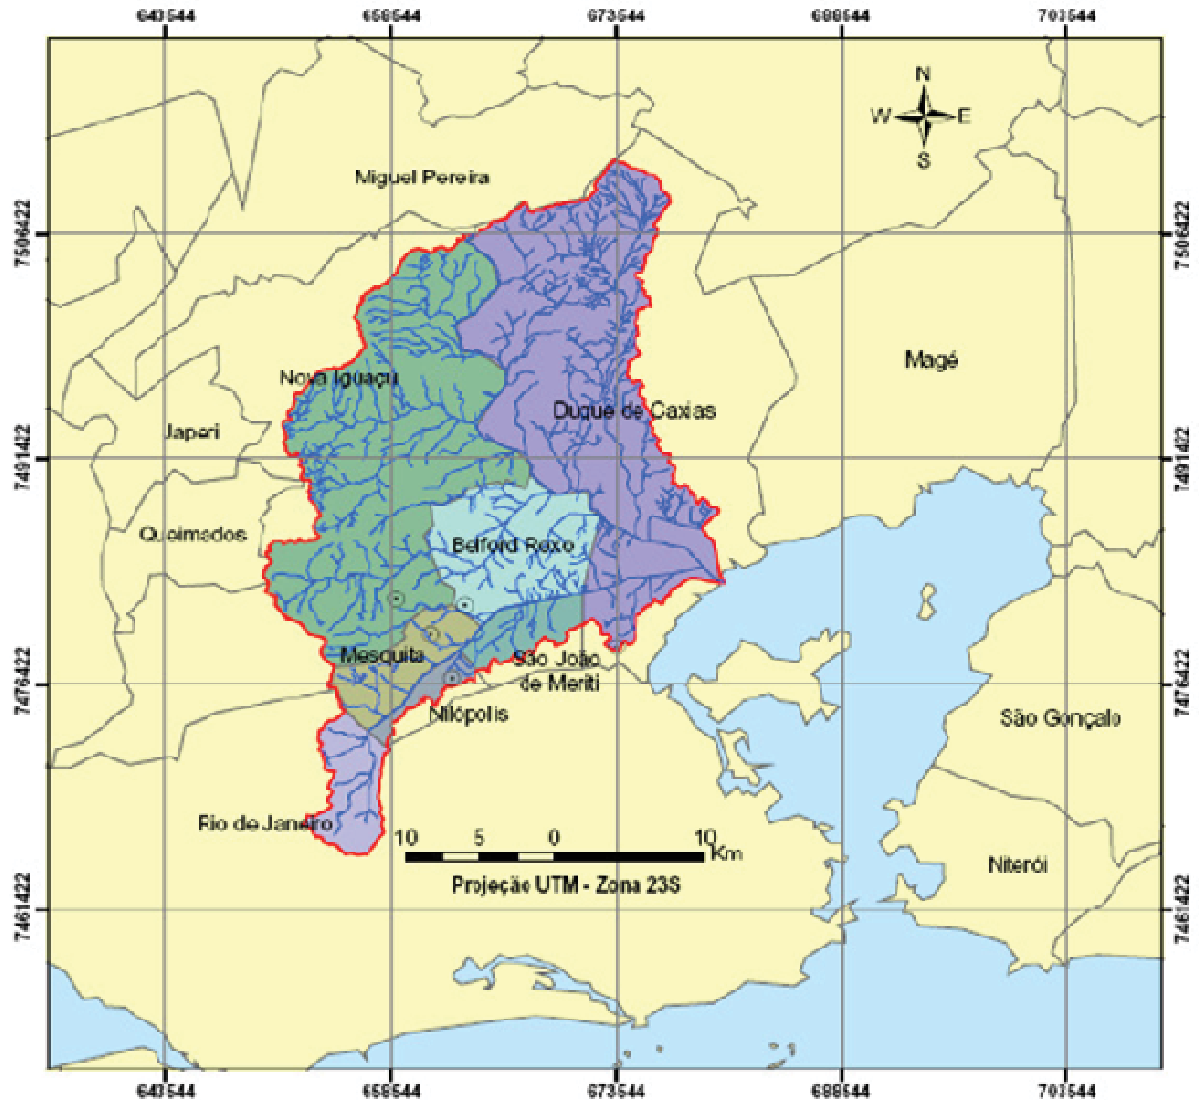 643544 658544 673544 688544 703544
N
W E
S
Miguel Pereira
7506422 7506422
Magé
Nova Iguaçu
Duque de Caxias
Japeri
7491422 7491422
Queimados
Belford Roxo
Mesquita
São João
de Meriti
7476422 7476422
Nilópolis
São Gonçalo
Rio de Janeiro
10 5 0 10
Km
Niterói
Projeção UTM - Zona 23S
7461422 7461422
643544 658544 673544 688544 703544